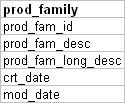 prod_family
prod_fam_id
prod_fam_desc
prod_fam_long_desc
crt_date
mod_date